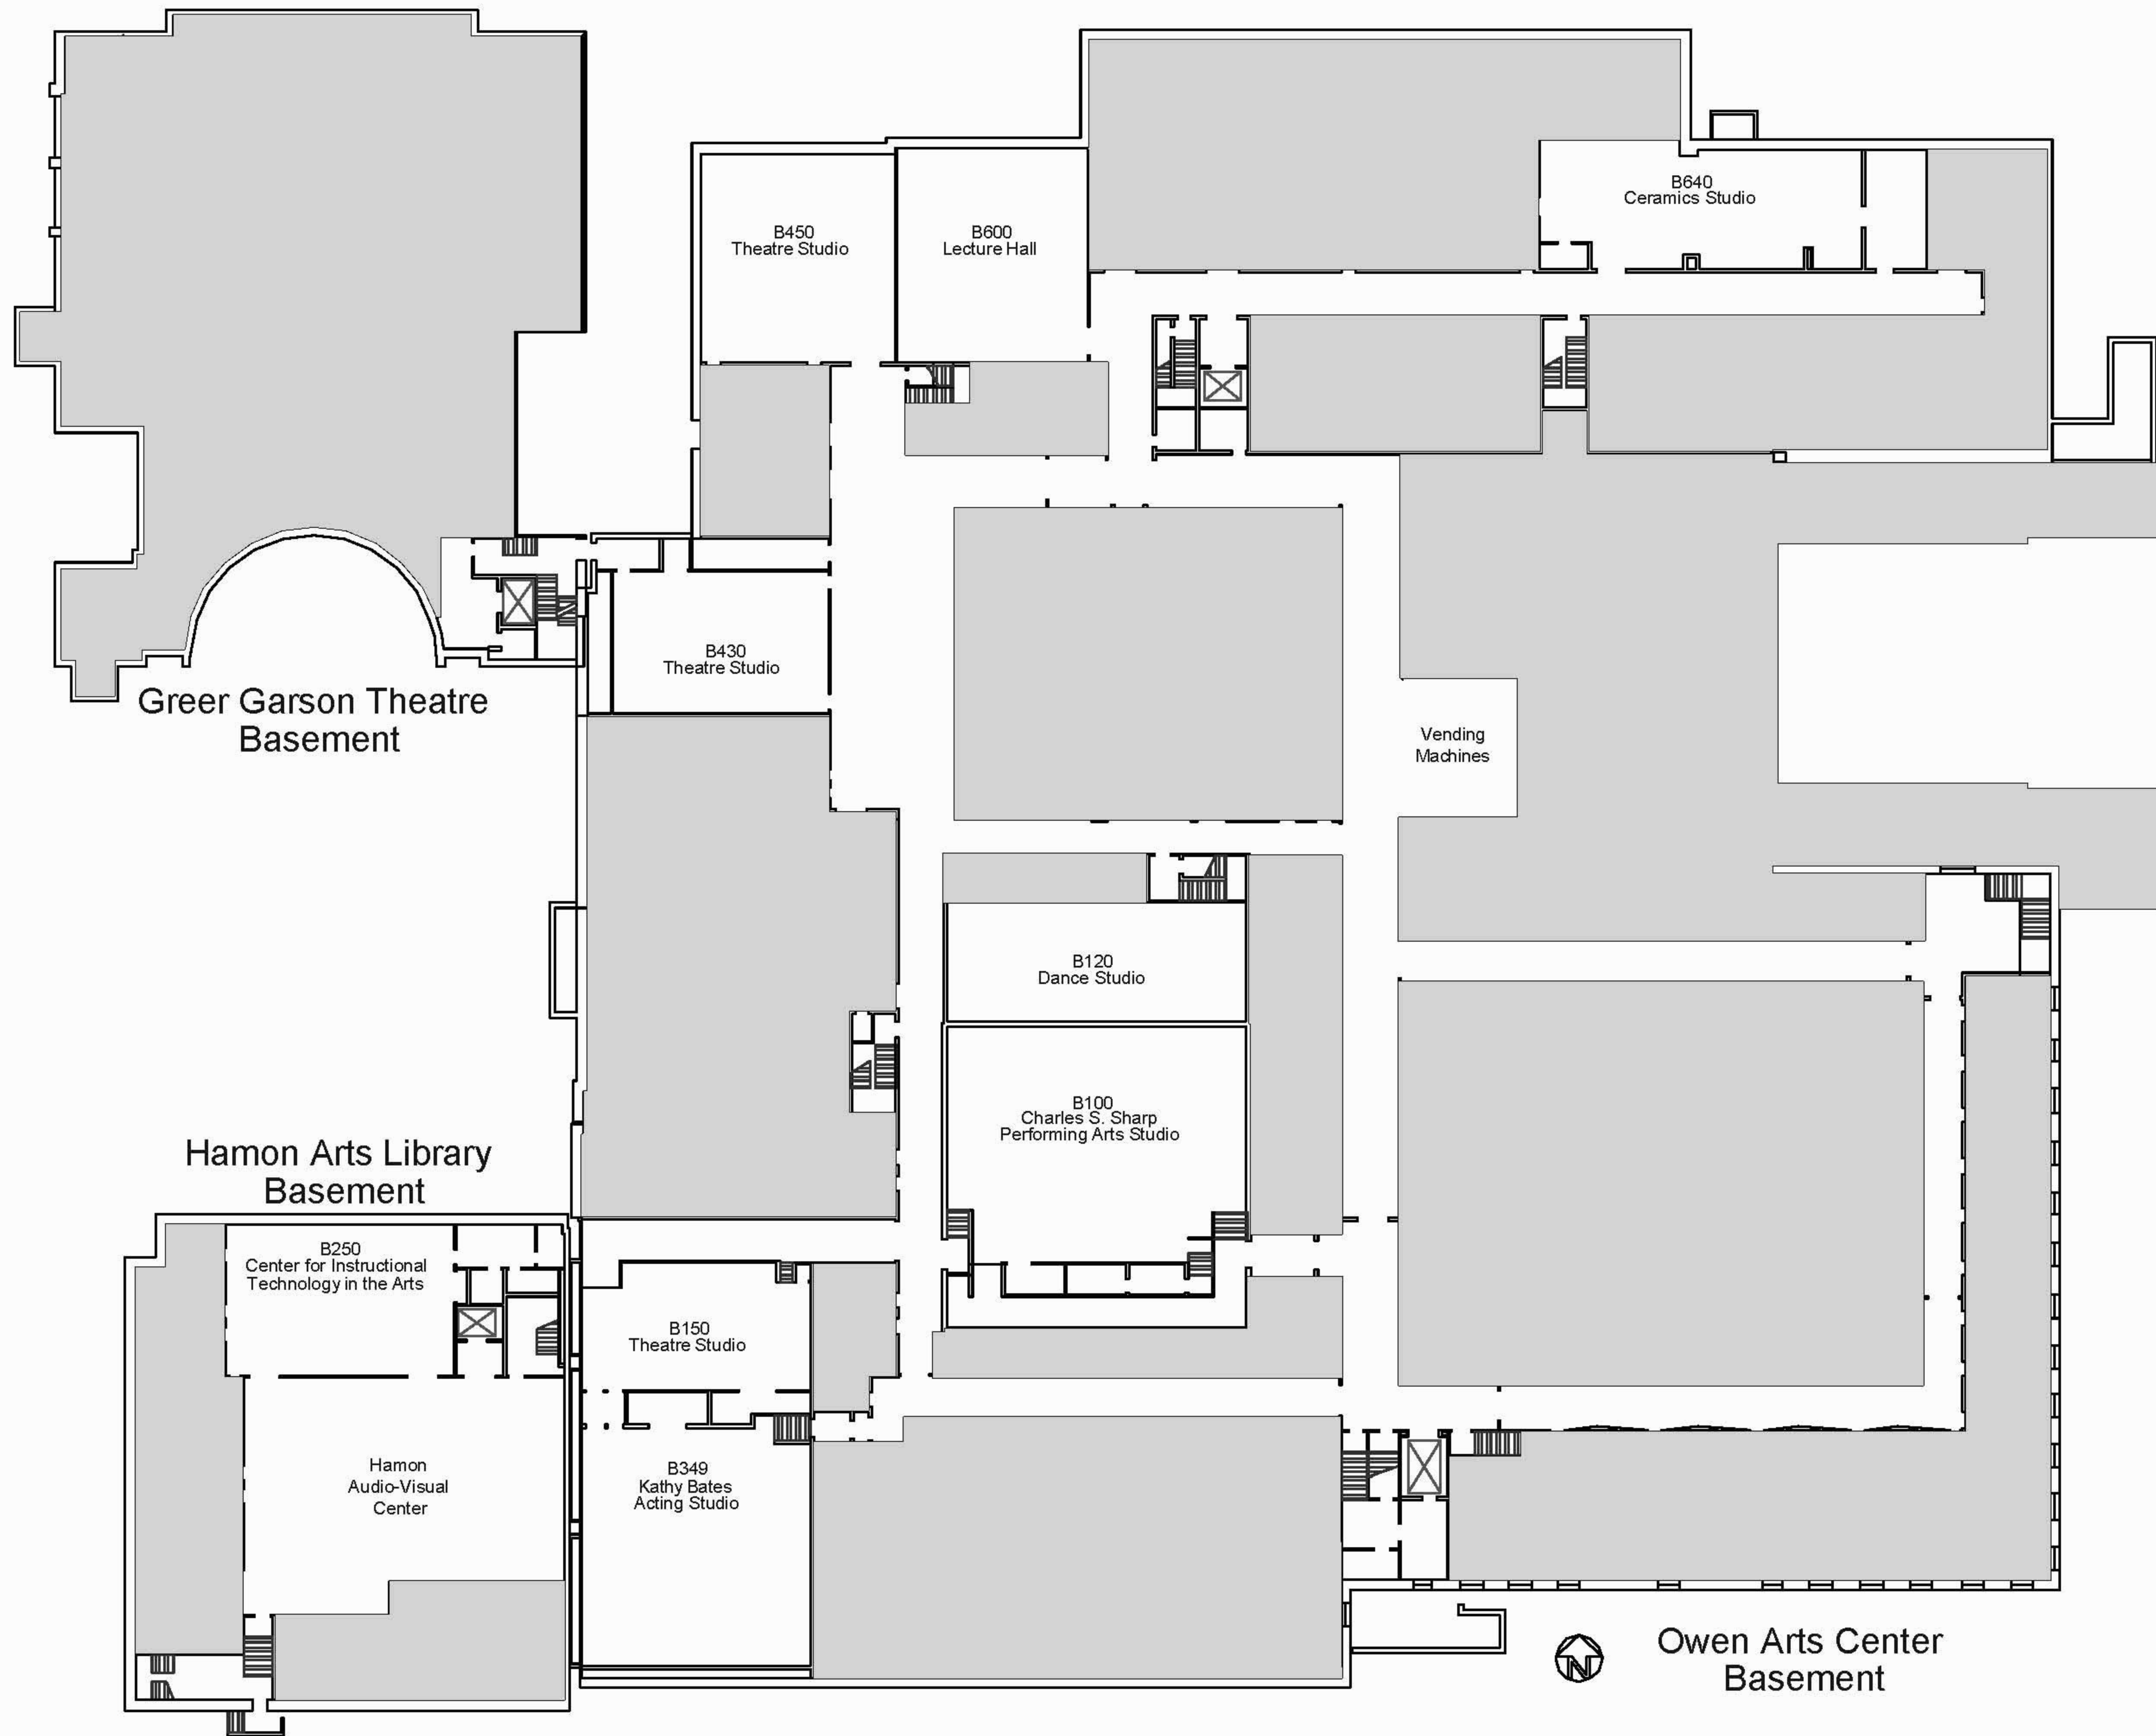 B640
Ceramics Studio
B450
Theatre Studio
B600
Lecture Hall
B430
Theatre Studio
Greer Garson Theatre
Basement
Vending
Machines
B120
Dance Studio
B100
Charles S. Sharp
Performing Arts Studio
Hamon Arts Library
Basement
B250
Center for Instructional
Technology in the Arts
B150
Theatre Studio
Hamon
Audio-Visual
Center
B349
Kathy Bates
Acting Studio
N
Owen Arts Center
Basement